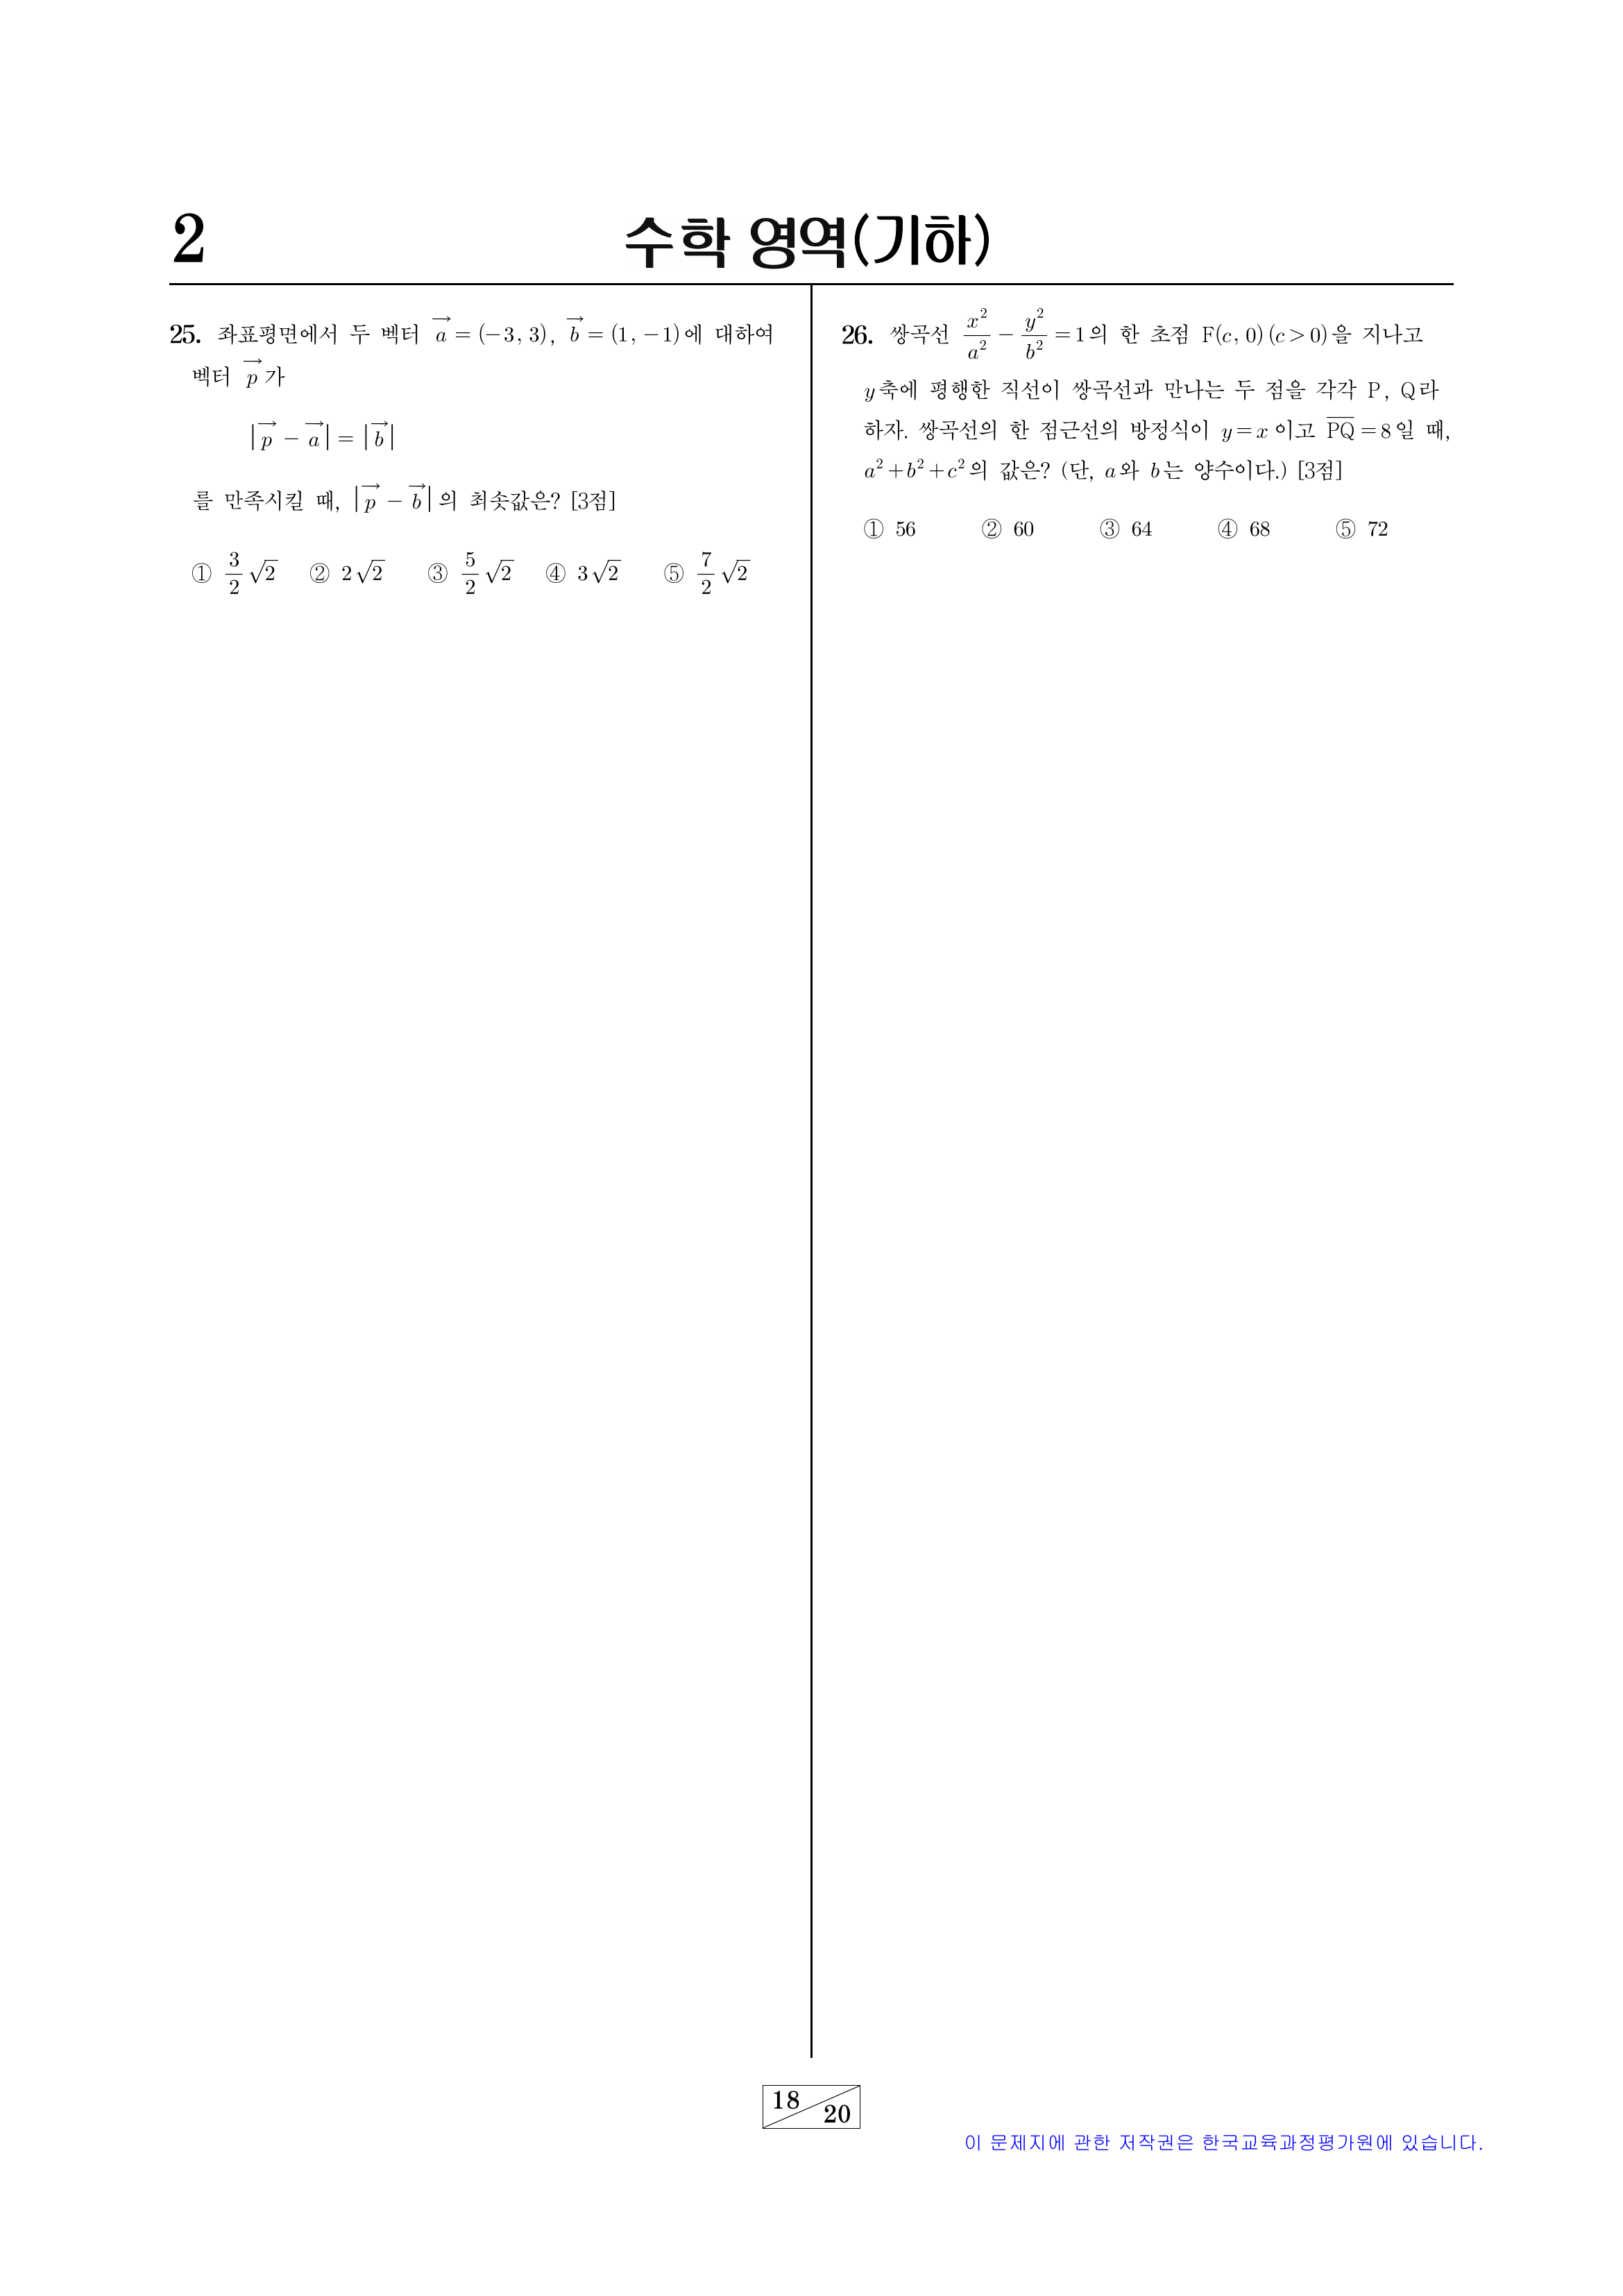 2
수학 영역(기하)
25. 좌표평면에서 두 벡터 $\vec{a}=(-3, 3)$, $\vec{b}=(1, -1)$에 대하여
벡터 $\vec{p}$가
$|\vec{p}-\vec{a}|=|\vec{b}|$
를 만족시킬 때, $|\vec{p}-\vec{b}|$의 최솟값은? [3점]
① $\frac{3}{2}\sqrt{2}$ ② $2\sqrt{2}$ ③ $\frac{5}{2}\sqrt{2}$ ④ $3\sqrt{2}$ ⑤ $\frac{7}{2}\sqrt{2}$
26. 쌍곡선 $\frac{x^2}{a^2}-\frac{y^2}{b^2}=1$의 한 초점 F(c, 0) (c > 0)을 지나고
y축에 평행한 직선이 쌍곡선과 만나는 두 점을 각각 P, Q라
하자. 쌍곡선의 한 점근선의 방정식이 $y=x$이고 $\overline{PQ}=8$일 때,
$a^2+b^2+c^2$의 값은? (단, a와 b는 양수이다.) [3점]
① 56 ② 60 ③ 64 ④ 68 ⑤ 72
18
20
이 문제지에 관한 저작권은 한국교육과정평가원에 있습니다.